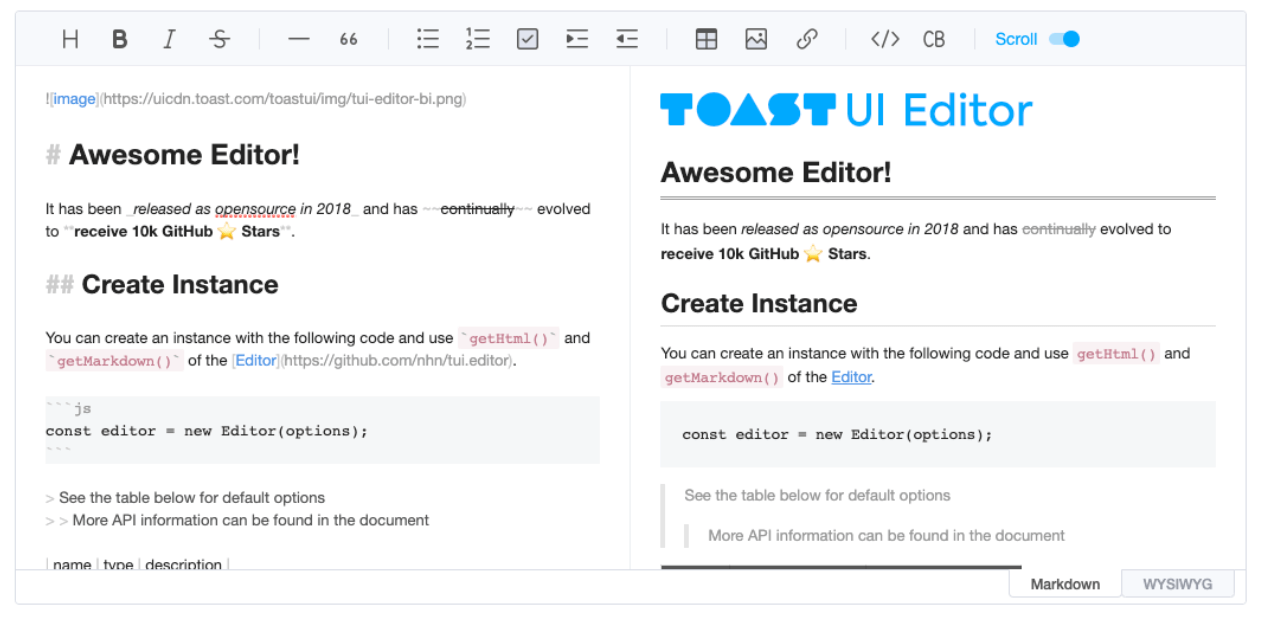 H B I S 66 </> CB Scroll
![image](https://uicdn.toast.com/toastui/img/tui-editor-bi.png)
# Awesome Editor!
It has been _released as opensource in 2018_ and has ~~continually~~ evolved
to **receive 10k GitHub ⭐ Stars**.
## Create Instance
You can create an instance with the following code and use `getHtml()` and
`getMarkdown()` of the [Editor](https://github.com/nhn/tui.editor).
```js
const editor = new Editor(options);
```
> See the table below for default options
> > More API information can be found in the document
| name | type | description |
TOAST UI Editor
Awesome Editor!
It has been released as opensource in 2018 and has continually evolved to
receive 10k GitHub ⭐ Stars.
Create Instance
You can create an instance with the following code and use getHtml() and
getMarkdown() of the Editor.
const editor = new Editor(options);
See the table below for default options
More API information can be found in the document
Markdown WYSIWYG